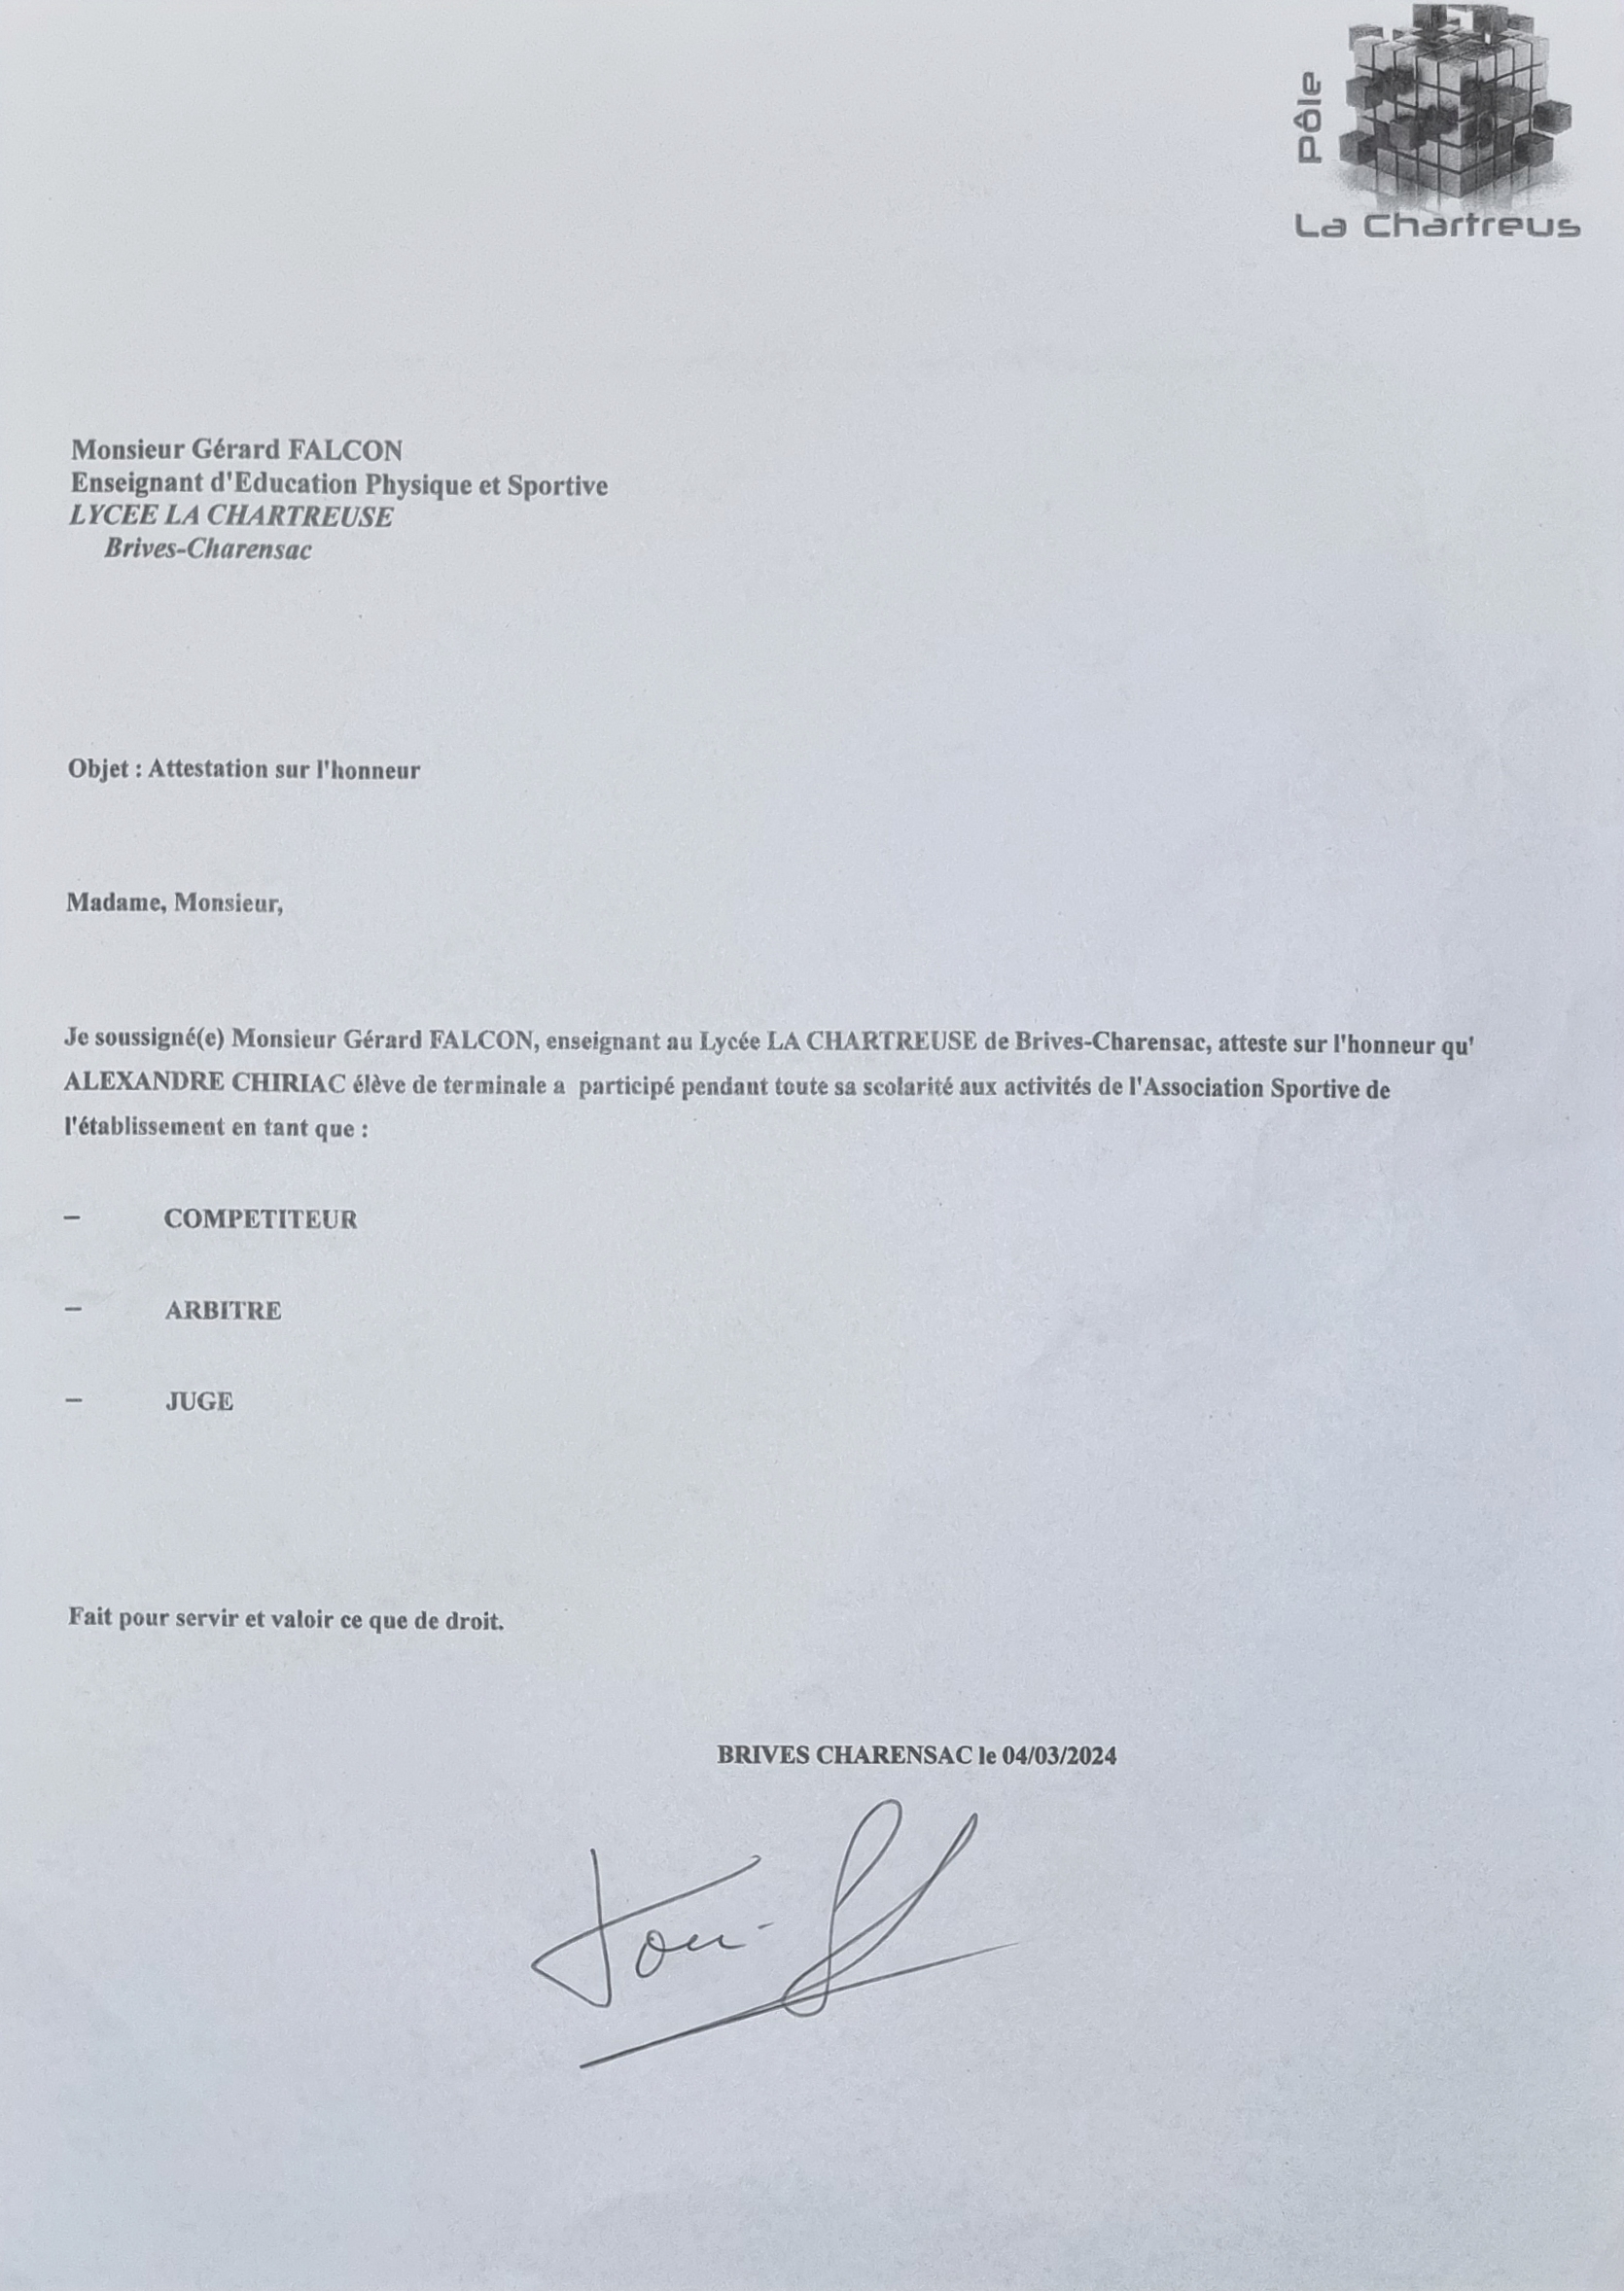 Pôle
La Chartreus
Monsieur Gérard FALCON
Enseignant d'Education Physique et Sportive
LYCEE LA CHARTREUSE
Brives-Charensac
Objet : Attestation sur l'honneur
Madame, Monsieur,
Je soussigné(e) Monsieur Gérard FALCON, enseignant au Lycée LA CHARTREUSE de Brives-Charensac, atteste sur l'honneur qu'
ALEXANDRE CHIRIAC élève de terminale a participé pendant toute sa scolarité aux activités de l'Association Sportive de
l'établissement en tant que :
– COMPETITEUR
– ARBITRE
– JUGE
Fait pour servir et valoir ce que de droit.
BRIVES CHARENSAC le 04/03/2024